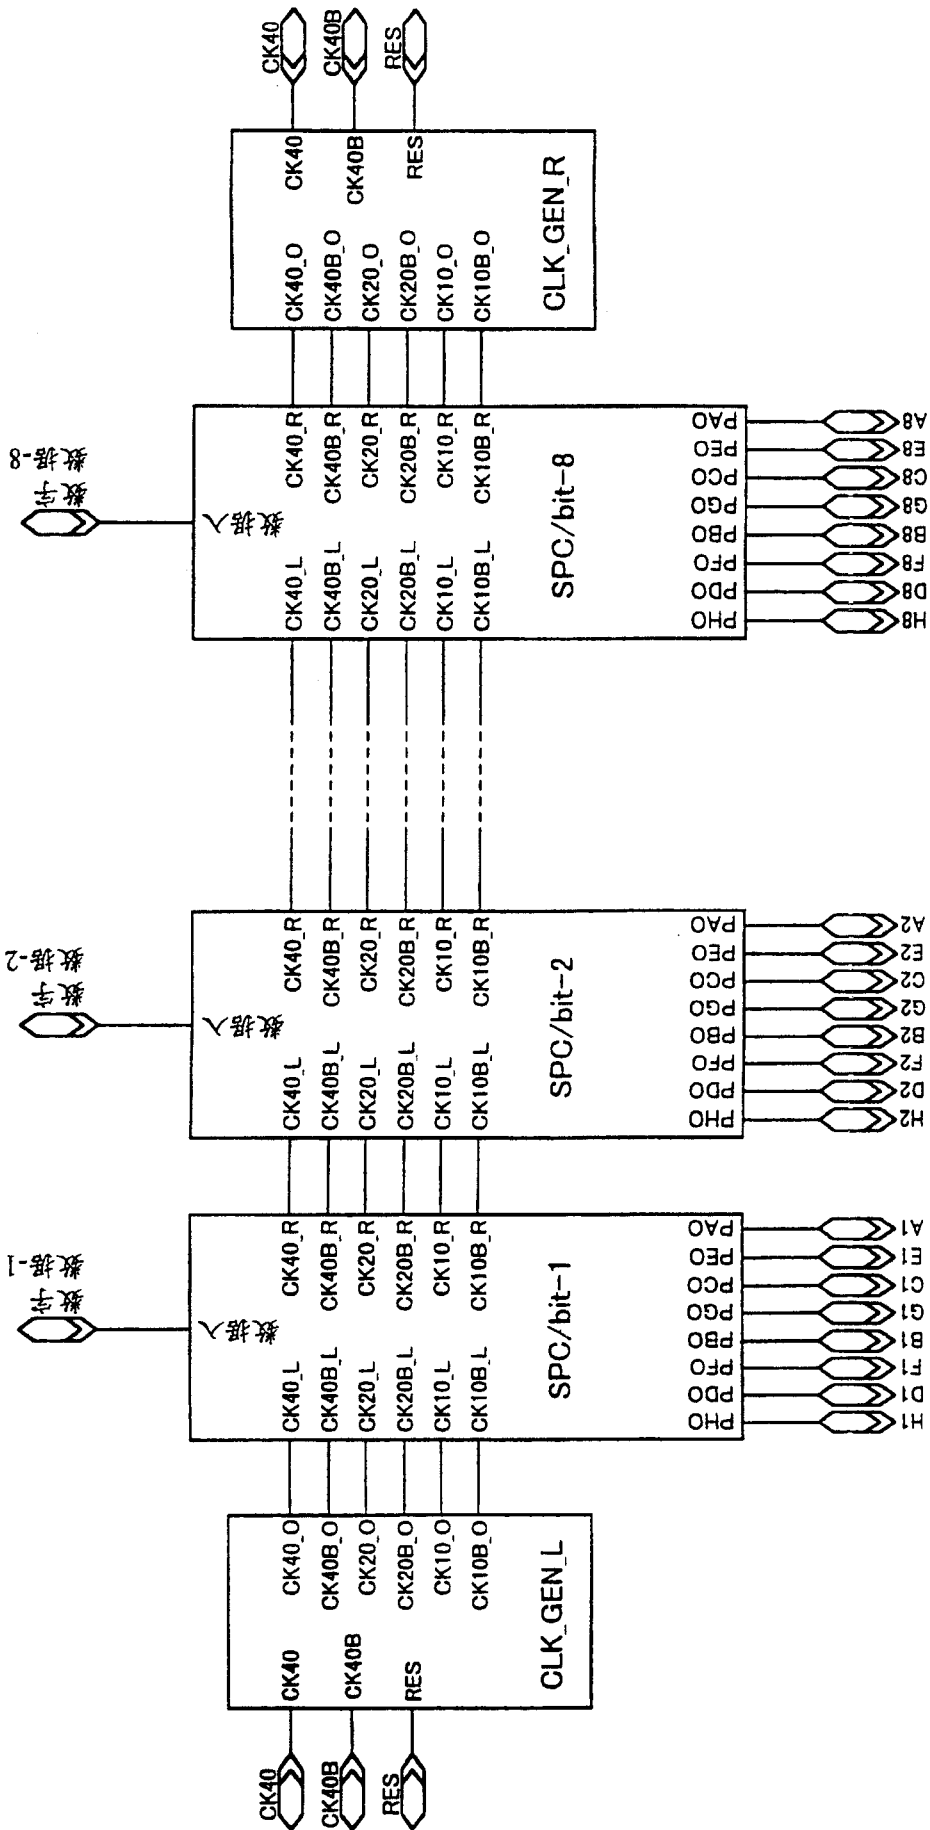 CK40
CK40B
RES
CK40
CK40B
RES
CK40_O
CK40B_O
CK20_O
CK20B_O
CK10_O
CK10B_O
CLK_GEN_L
数字
数据-1
数据入
CK40_L
CK40B_L
CK20_L
CK20B_L
CK10_L
CK10B_L
CK40_R
CK40B_R
CK20_R
CK20B_R
CK10_R
CK10B_R
SPC/bit-1
PHO
PDO
PFO
PBO
PGO
PCO
PEO
PAO
H1
D1
F1
B1
G1
C1
E1
A1
数字
数据-2
数据入
CK40_L
CK40B_L
CK20_L
CK20B_L
CK10_L
CK10B_L
CK40_R
CK40B_R
CK20_R
CK20B_R
CK10_R
CK10B_R
SPC/bit-2
PHO
PDO
PFO
PBO
PGO
PCO
PEO
PAO
H2
D2
F2
B2
G2
C2
E2
A2
数字
数据-8
数据入
CK40_L
CK40B_L
CK20_L
CK20B_L
CK10_L
CK10B_L
CK40_R
CK40B_R
CK20_R
CK20B_R
CK10_R
CK10B_R
SPC/bit-8
PHO
PDO
PFO
PBO
PGO
PCO
PEO
PAO
H8
D8
F8
B8
G8
C8
E8
A8
CK40_O
CK40B_O
CK20_O
CK20B_O
CK10_O
CK10B_O
CK40
CK40B
RES
CLK_GEN_R
CK40
CK40B
RES